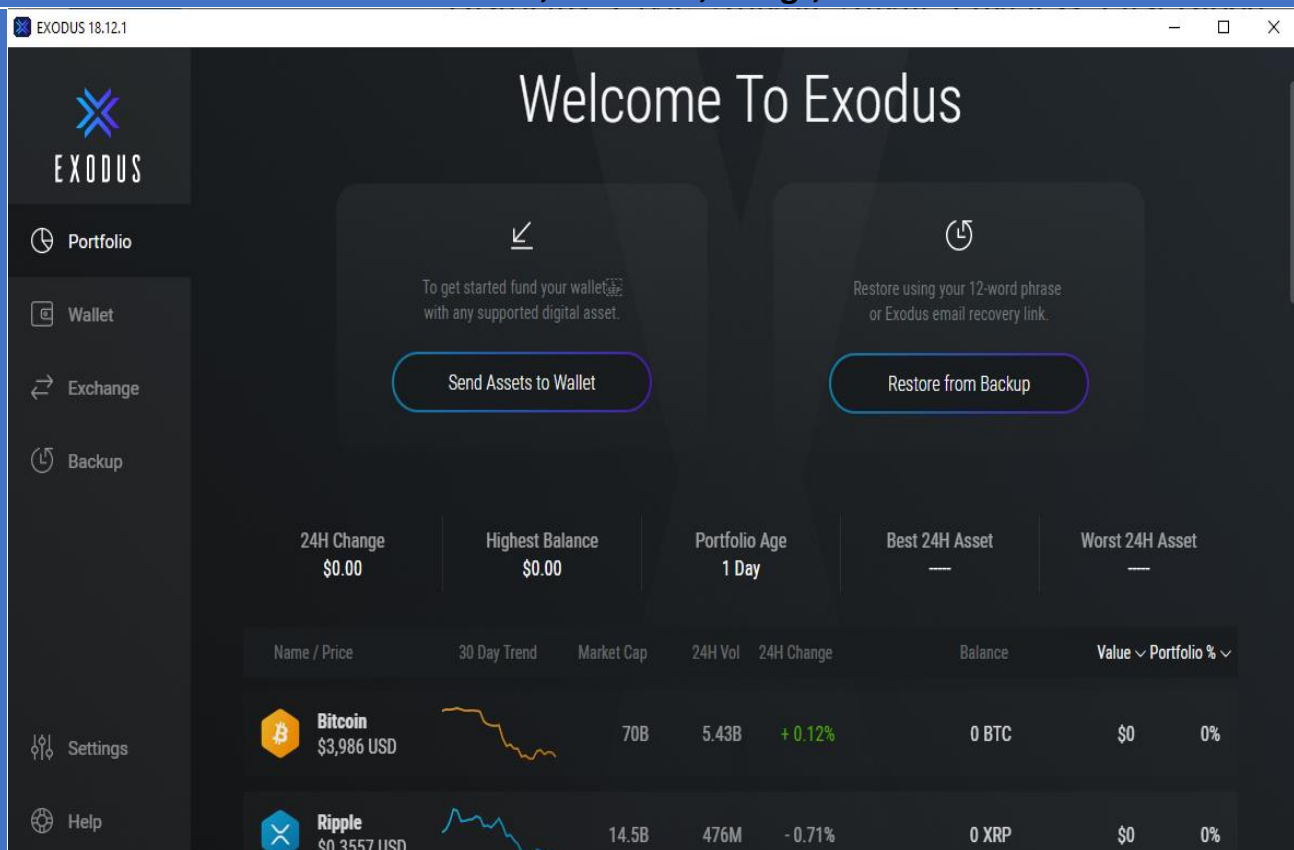 EXODUS 18.12.1
Welcome To Exodus
EXODUS
Portfolio
Wallet
Exchange
Backup
Settings
Help
To get started fund your wallet
with any supported digital asset.
Send Assets to Wallet
Restore using your 12-word phrase
or Exodus email recovery link.
Restore from Backup
24H Change
$0.00
Highest Balance
$0.00
Portfolio Age
1 Day
Best 24H Asset
-----
Worst 24H Asset
-----
Name / Price 30 Day Trend Market Cap 24H Vol 24H Change Balance Value Portfolio %
Bitcoin
$3,986 USD 70B 5.43B + 0.12% 0 BTC $0 0%
Ripple
$0.3557 USD 14.5B 476M - 0.71% 0 XRP $0 0%